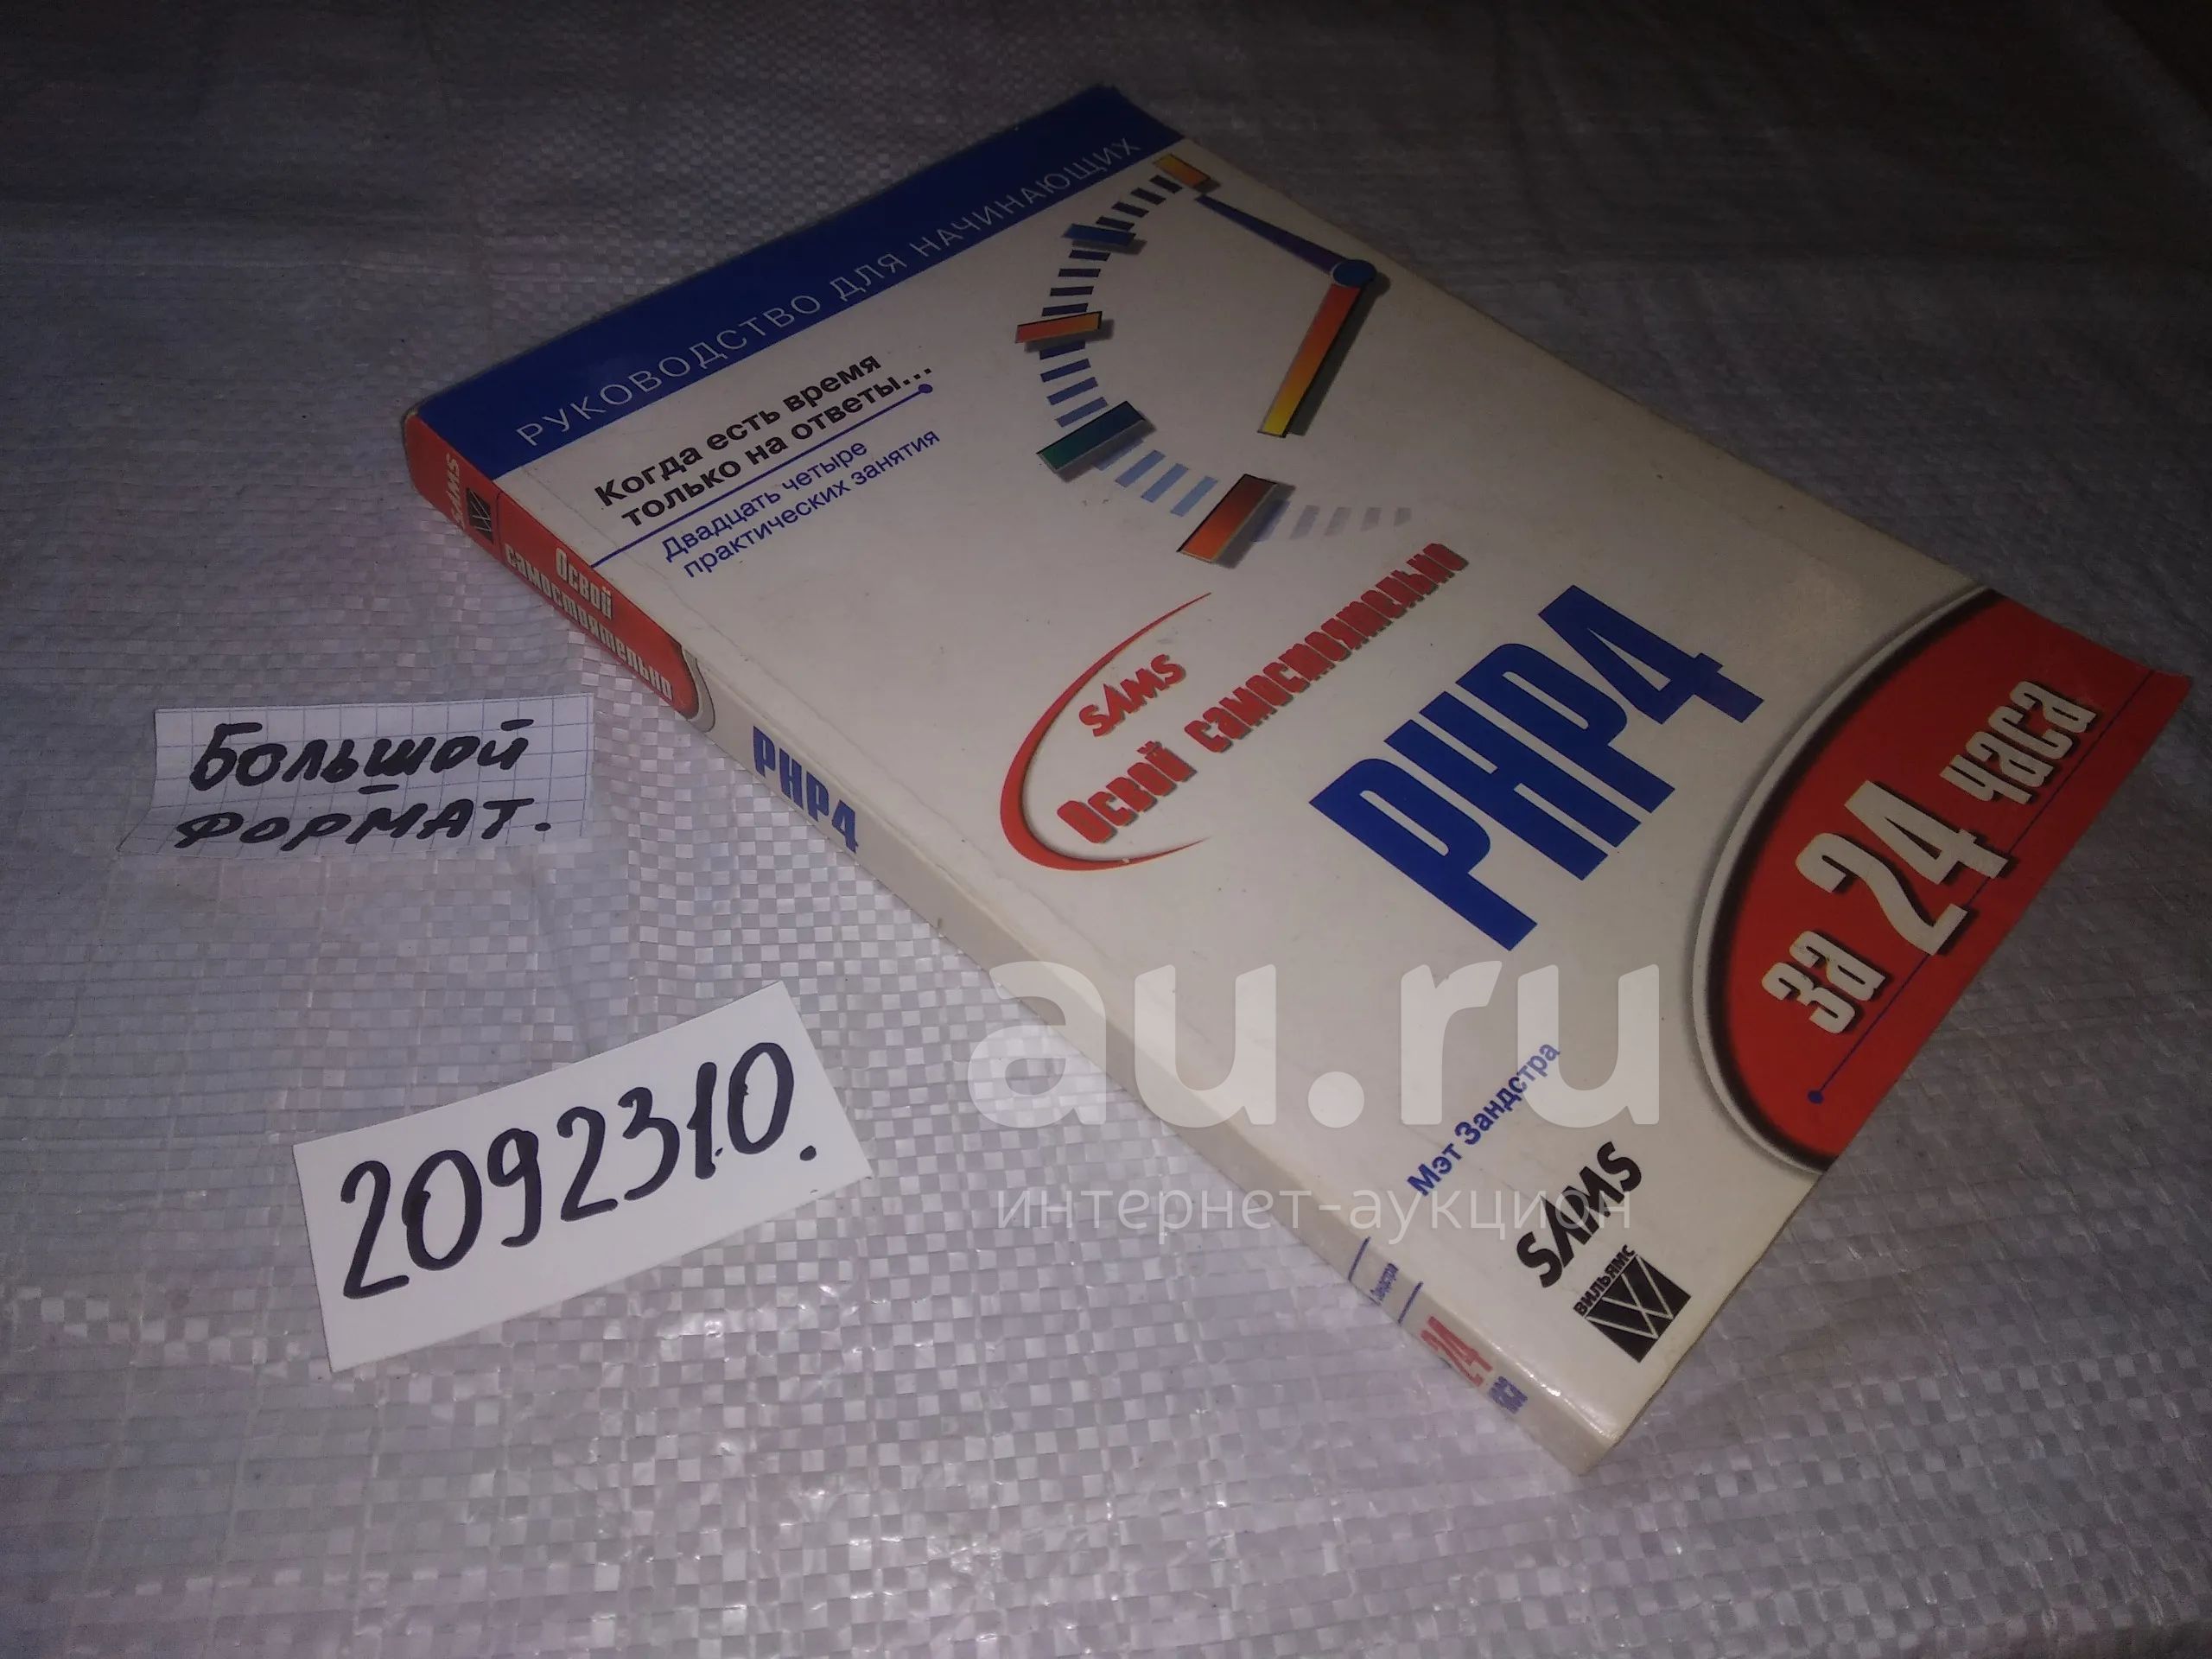 РУКОВОДСТВО ДЛЯ НАЧИНАЮЩИХ
Когда есть время
только на ответы...
Двадцать четыре
практических занятия
SAMS
Освой самостоятельно
PHP4
за 24 часа
Мэт Зандстра
SAMS
ВИЛЬЯМС
SAMS
Освой
самостоятельно
PHP4
Зандстра
24
часа
БОЛЬШОЙ
ФОРМАТ.
2092310.
au.ru
интернет-аукцион